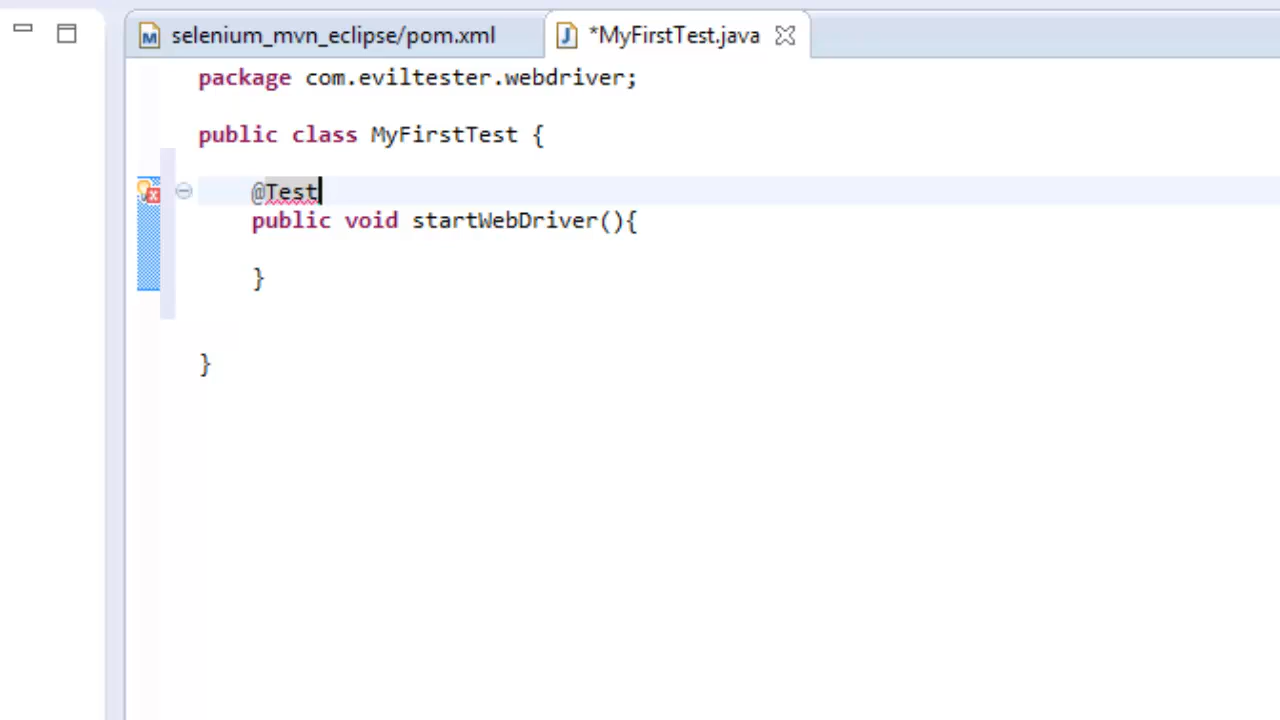 selenium_mvn_eclipse/pom.xml *MyFirstTest.java
package com.eviltester.webdriver;
public class MyFirstTest {
@Test
public void startWebDriver(){
}
}